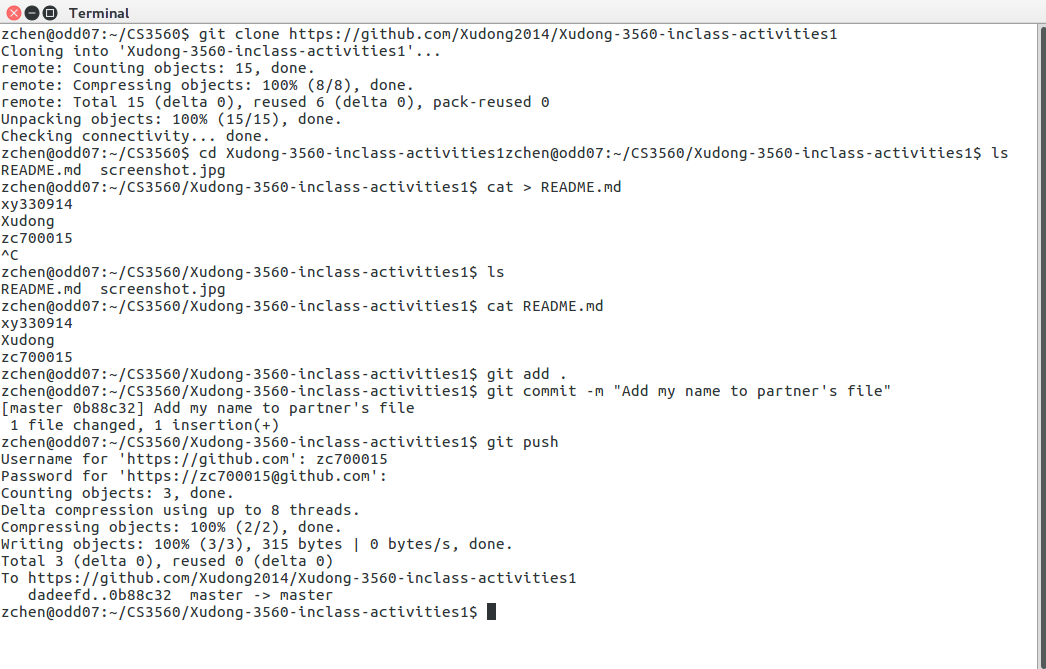 Terminal
zchen@odd07:~/CS3560$ git clone https://github.com/Xudong2014/Xudong-3560-inclass-activities1
Cloning into 'Xudong-3560-inclass-activities1'...
remote: Counting objects: 15, done.
remote: Compressing objects: 100% (8/8), done.
remote: Total 15 (delta 0), reused 6 (delta 0), pack-reused 0
Unpacking objects: 100% (15/15), done.
Checking connectivity... done.
zchen@odd07:~/CS3560$ cd Xudong-3560-inclass-activities1zchen@odd07:~/CS3560/Xudong-3560-inclass-activities1$ ls
README.md  screenshot.jpg
zchen@odd07:~/CS3560/Xudong-3560-inclass-activities1$ cat > README.md
xy330914
Xudong
zc700015
^C
zchen@odd07:~/CS3560/Xudong-3560-inclass-activities1$ ls
README.md  screenshot.jpg
zchen@odd07:~/CS3560/Xudong-3560-inclass-activities1$ cat README.md
xy330914
Xudong
zc700015
zchen@odd07:~/CS3560/Xudong-3560-inclass-activities1$ git add .
zchen@odd07:~/CS3560/Xudong-3560-inclass-activities1$ git commit -m "Add my name to partner's file"
[master 0b88c32] Add my name to partner's file
 1 file changed, 1 insertion(+)
zchen@odd07:~/CS3560/Xudong-3560-inclass-activities1$ git push
Username for 'https://github.com': zc700015
Password for 'https://zc700015@github.com':
Counting objects: 3, done.
Delta compression using up to 8 threads.
Compressing objects: 100% (2/2), done.
Writing objects: 100% (3/3), 315 bytes | 0 bytes/s, done.
Total 3 (delta 0), reused 0 (delta 0)
To https://github.com/Xudong2014/Xudong-3560-inclass-activities1
   dadeefd..0b88c32  master -> master
zchen@odd07:~/CS3560/Xudong-3560-inclass-activities1$